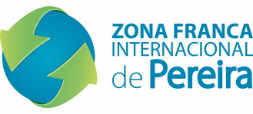 ZONA FRANCA
INTERNACIONAL
de Pereira